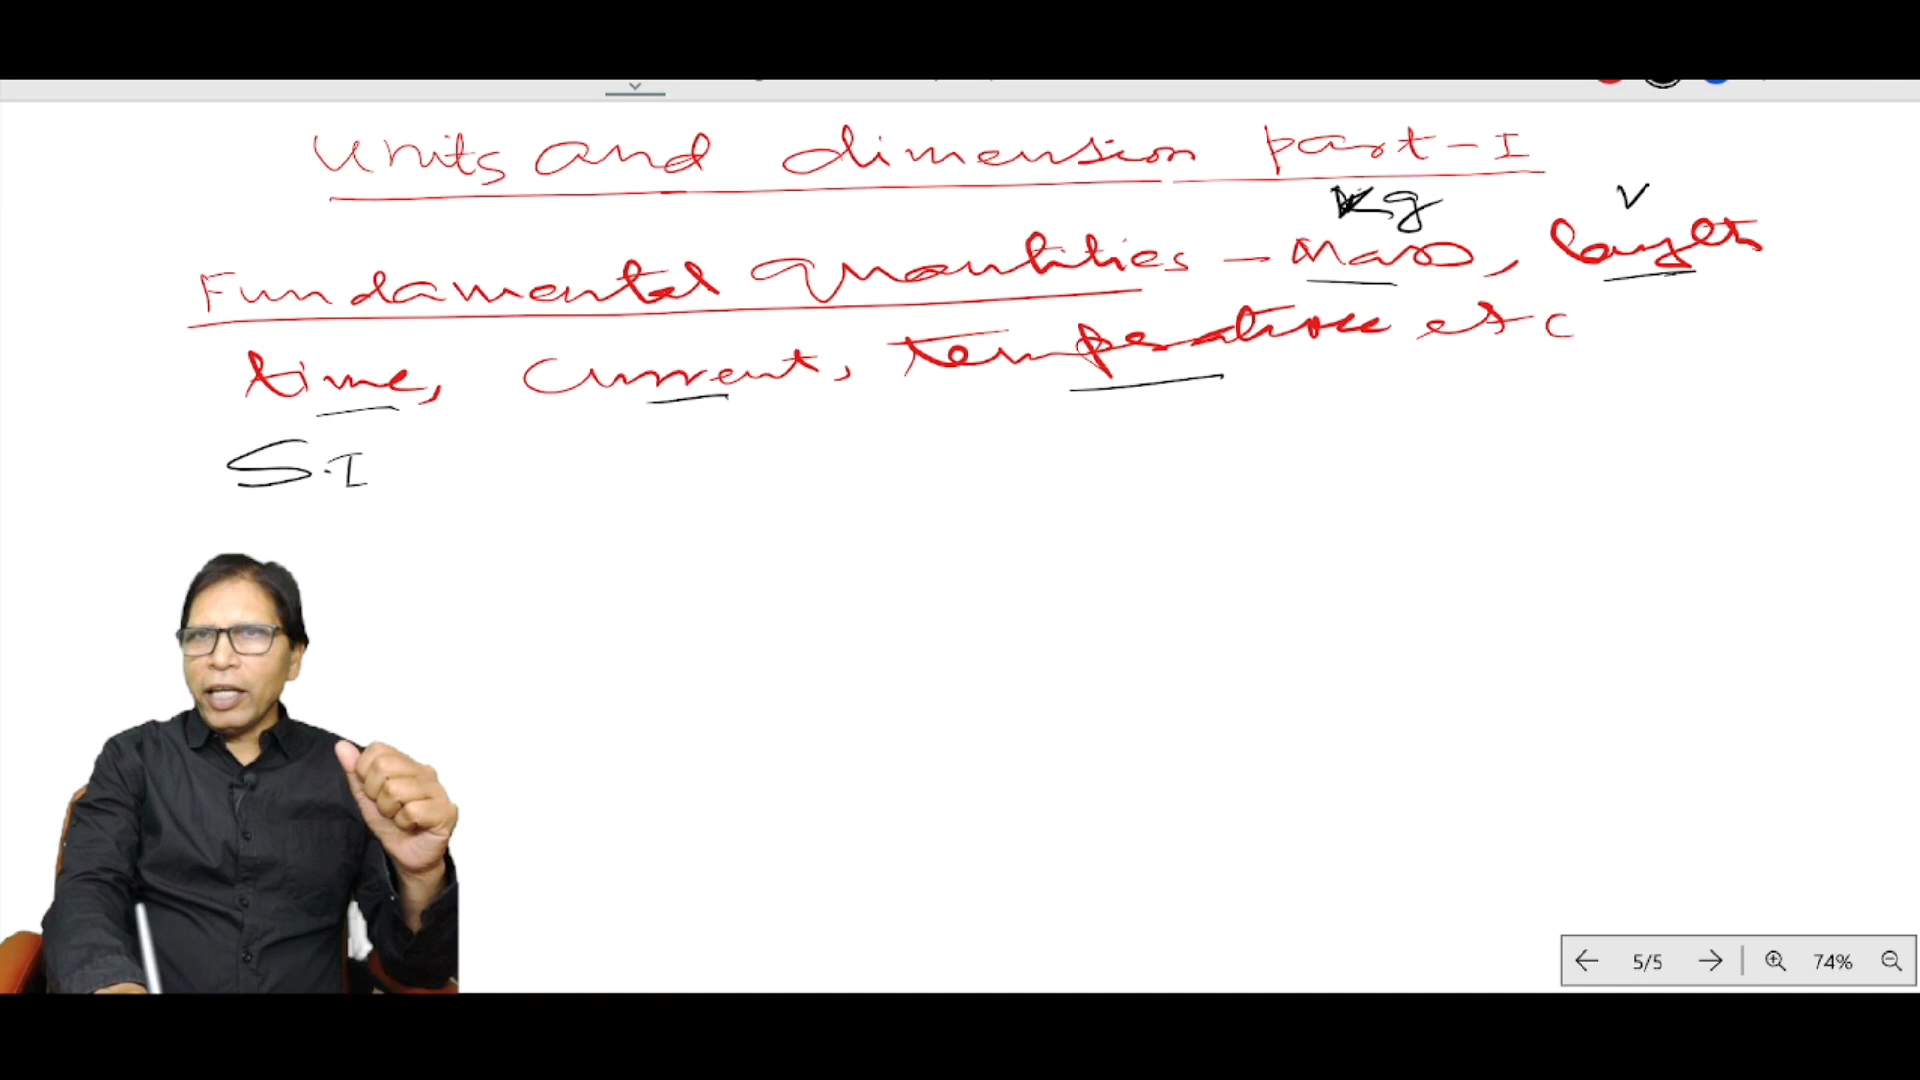 Units and dimension part-I
Kg
Fundamental quantities - Mass, length
time, Current, temperature etc
S.I
5/5
74%